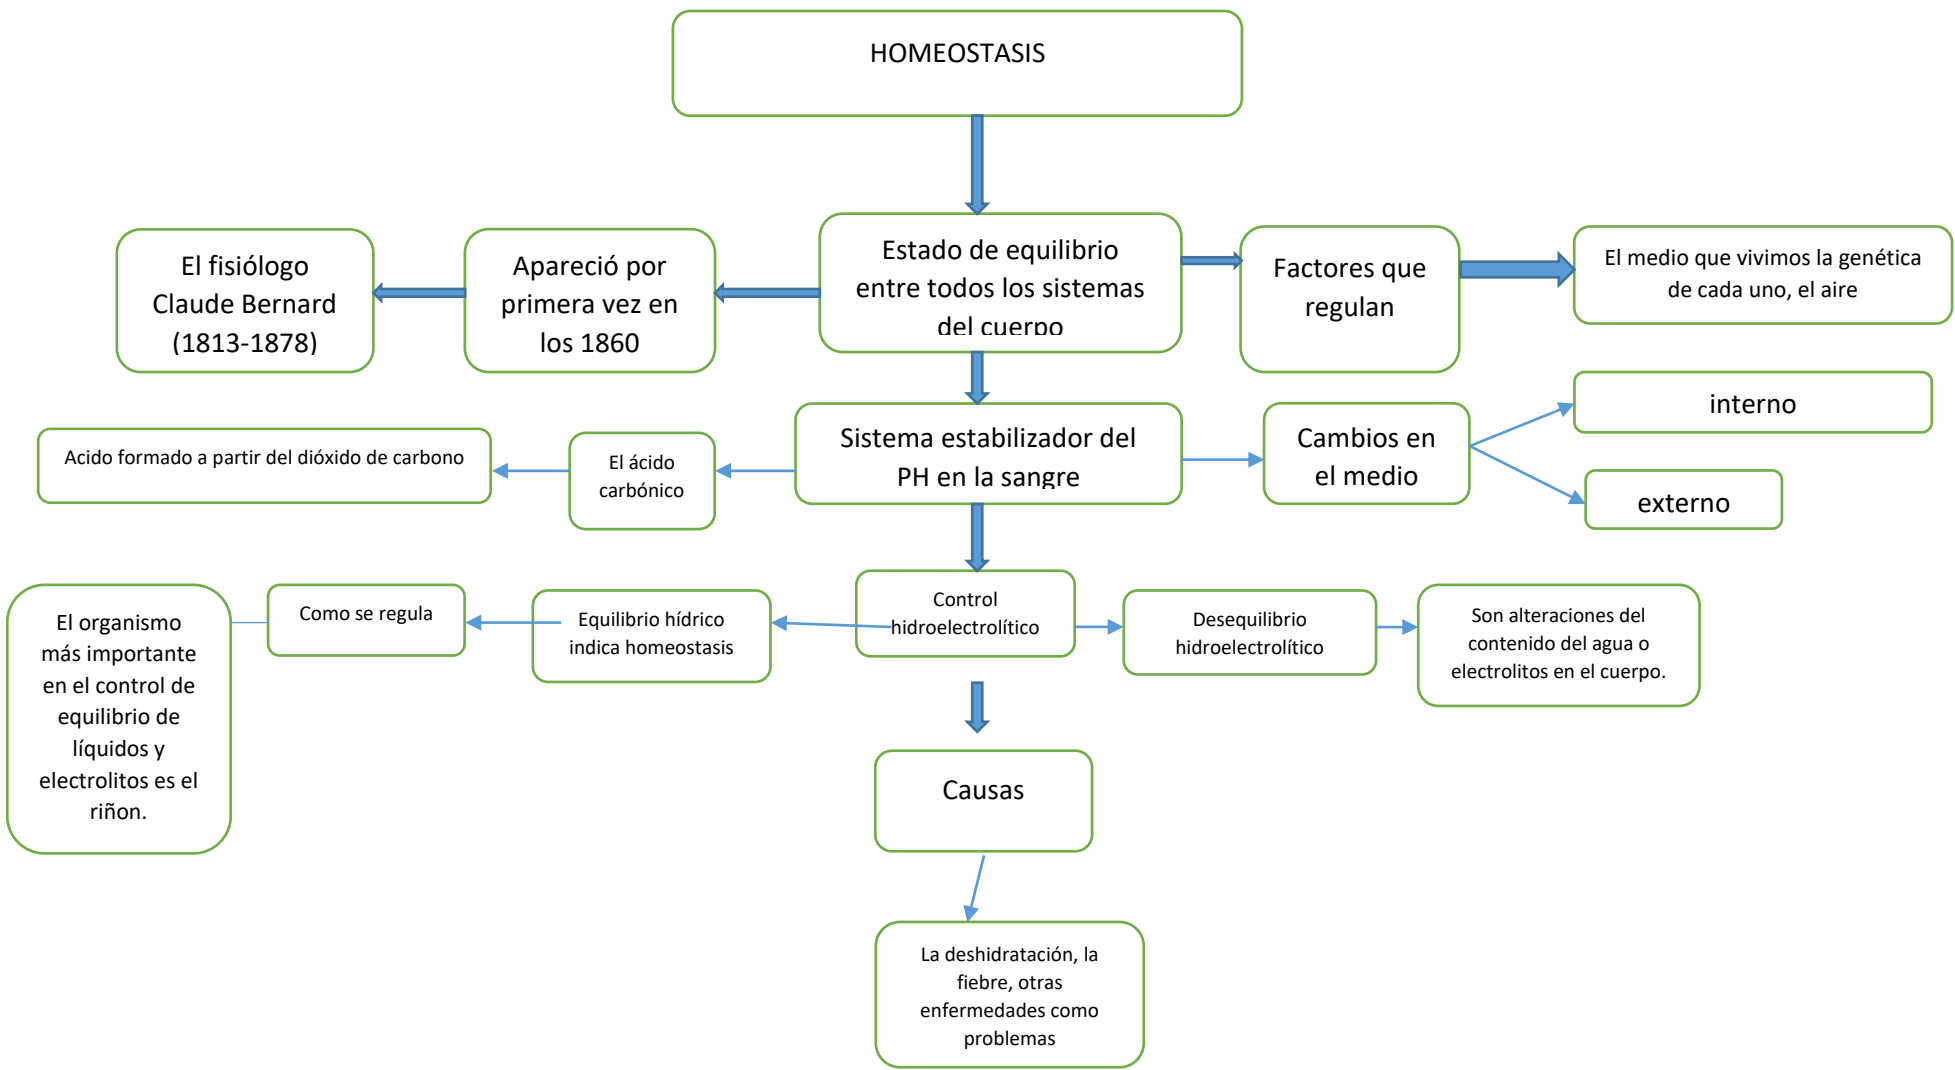 HOMEOSTASIS
El fisiólogo
Claude Bernard
(1813-1878)
Apareció por
primera vez en
los 1860
Estado de equilibrio
entre todos los sistemas
del cuerpo
Factores que
regulan
El medio que vivimos la genética
de cada uno, el aire
Acido formado a partir del dióxido de carbono
El ácido
carbónico
Sistema estabilizador del
PH en la sangre
Cambios en
el medio
interno
externo
El organismo
más importante
en el control de
equilibrio de
líquidos y
electrolitos es el
riñon.
Como se regula
Equilibrio hídrico
indica homeostasis
Control
hidroelectrolítico
Desequilibrio
hidroelectrolítico
Son alteraciones del
contenido del agua o
electrolitos en el cuerpo.
Causas
La deshidratación, la
fiebre, otras
enfermedades como
problemas